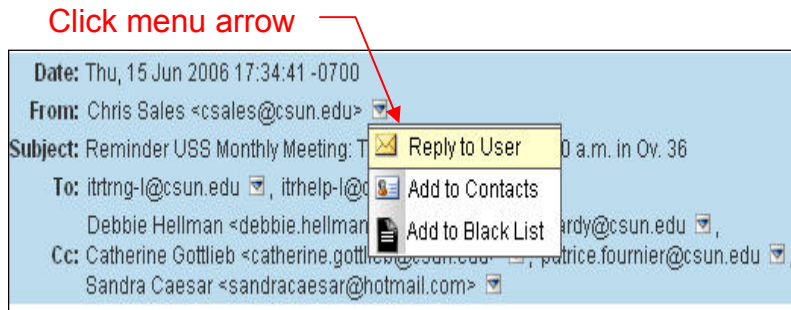 Click menu arrow
Date: Thu, 15 Jun 2006 17:34:41 -0700
From: Chris Sales <csales@csun.edu>
Reply to User
Subject: Reminder USS Monthly Meeting: 0 a.m. in Ov. 36
To: itrtrng-l@csun.edu , itrhelp-l@
Add to Contacts
Debbie Hellman <debbie.hellman ardy@csun.edu ,
Add to Black List
Cc: Catherine Gottlieb <catherine.gottl , patrice.fournier@csun.edu ,
Sandra Caesar <sandracaesar@hotmail.com>